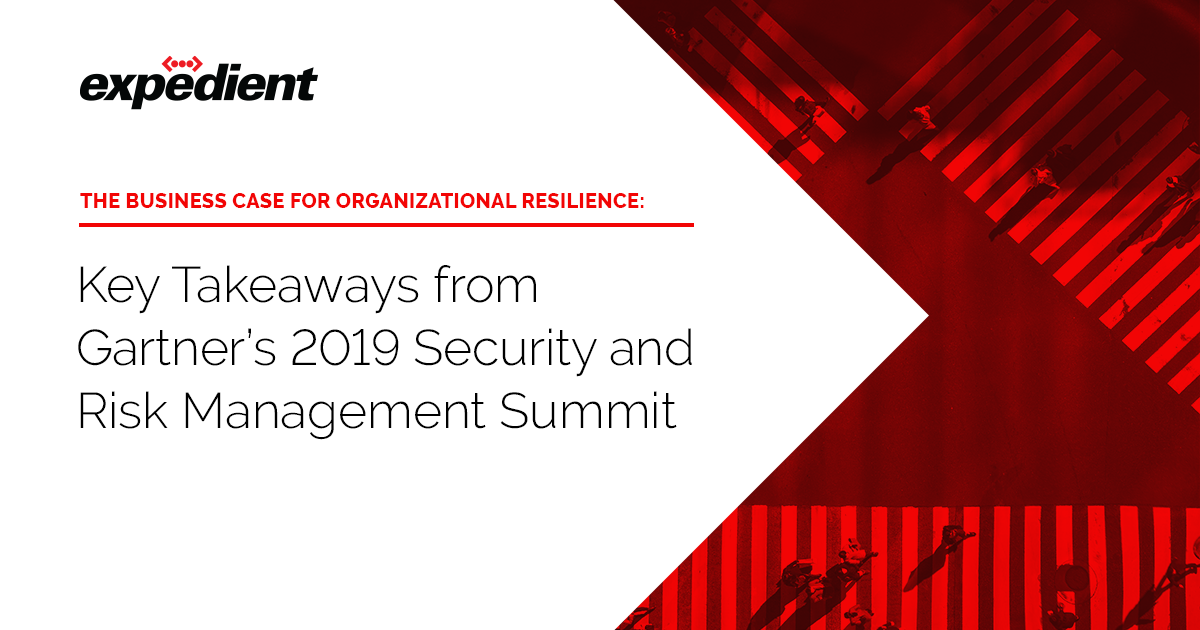 expedient
THE BUSINESS CASE FOR ORGANIZATIONAL RESILIENCE:
Key Takeaways from
Gartner’s 2019 Security and
Risk Management Summit